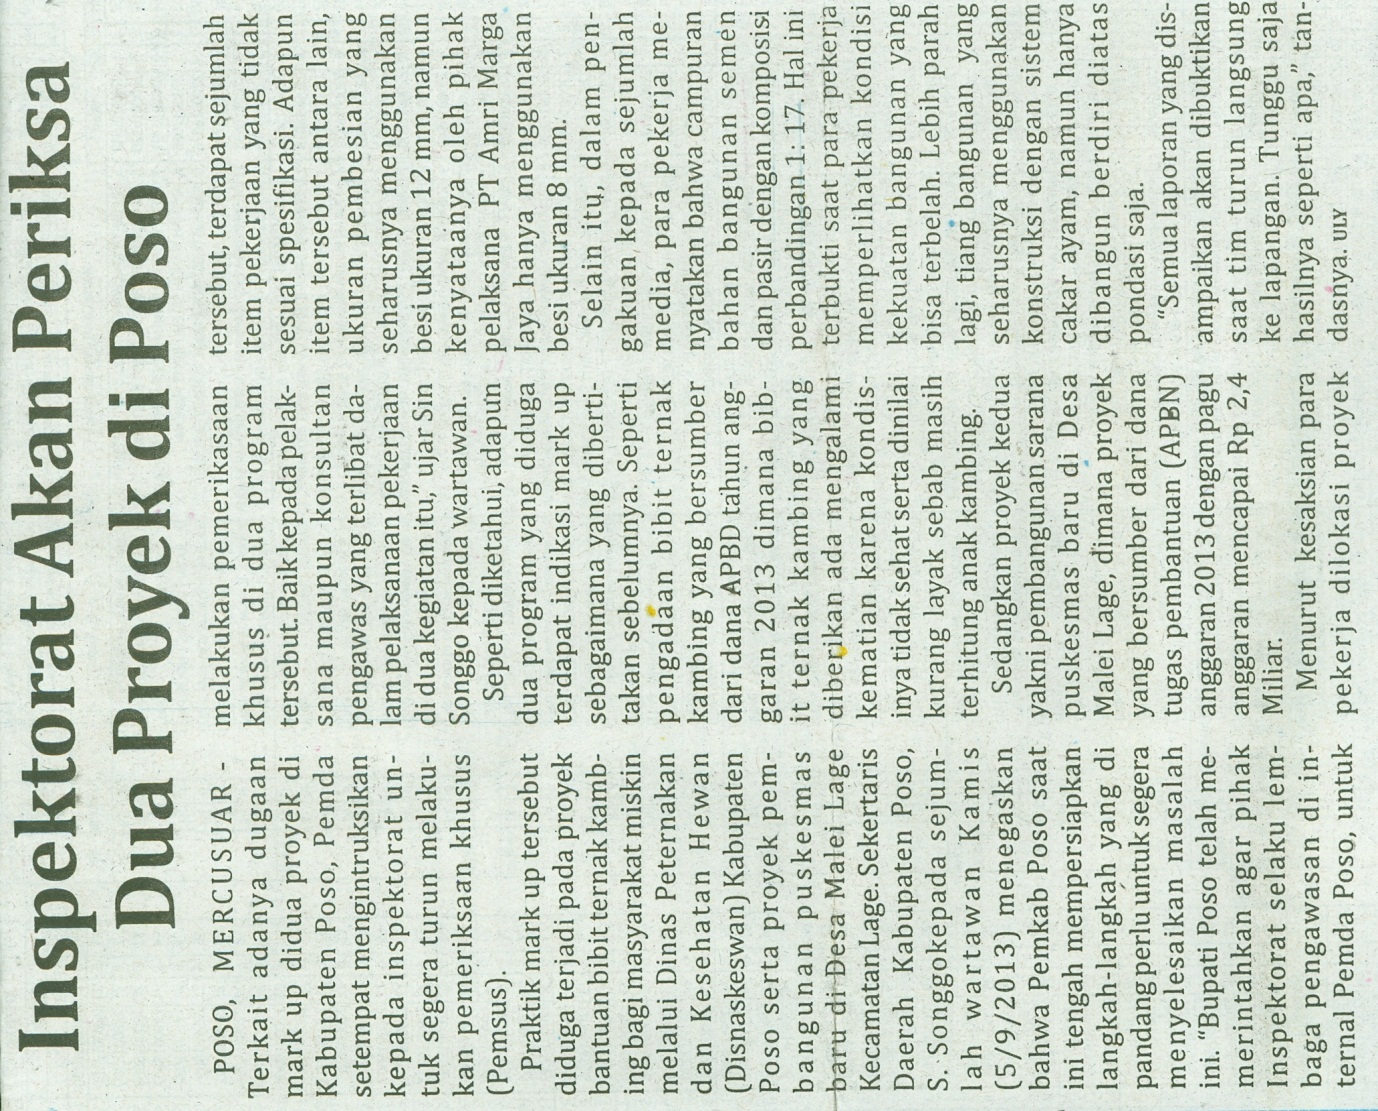 Inspektorat Akan Periksa
Dua Proyek di Poso
POSO, MERCUSUAR -
Terkait adanya dugaan
mark up didua proyek di
Kabupaten Poso, Pemda
setempat mengintruksikan
kepada inspektorat un-
tuk segera turun melaku-
kan pemeriksaan khusus
(Pemsus).
Praktik mark up tersebut
diduga terjadi pada proyek
bantuan bibit ternak kamb-
ing bagi masyarakat miskin
melalui Dinas Peternakan
dan Kesehatan Hewan
(Disnaskeswan) Kabupaten
Poso serta proyek pem-
bangunan puskesmas
baru di Desa Malei Lage
Kecamatan Lage. Sekertaris
Daerah Kabupaten Poso,
S. Songgokepada sejum-
lah wartawan Kamis
(5/9/2013) menegaskan
bahwa Pemkab Poso saat
ini tengah mempersiapkan
langkah-langkah yang di
pandang perlu untuk segera
menyelesaikan masalah
ini. “Bupati Poso telah me-
merintahkan agar pihak
Inspektorat selaku lem-
baga pengawasan di in-
ternal Pemda Poso, untuk
melakukan pemerikasaan
khusus di dua program
tersebut. Baik kepada pelak-
sana maupun konsultan
pengawas yang terlibat da-
lam pelaksanaan pekerjaan
di dua kegiatan itu,” ujar Sin
Songgo kepada wartawan.
Seperti diketahui, adapun
dua program yang diduga
terdapat indikasi mark up
sebagaimana yang diberti-
takan sebelumnya. Seperti
pengadaan bibit ternak
kambing yang bersumber
dari dana APBD tahun ang-
garan 2013 dimana bib-
it ternak kambing yang
diberikan ada mengalami
kematian karena kondis-
inya tidak sehat serta dinilai
kurang layak sebab masih
terhitung anak kambing.
Sedangkan proyek kedua
yakni pembangunan sarana
puskesmas baru di Desa
Malei Lage, dimana proyek
yang bersumber dari dana
tugas pembantuan (APBN)
anggaran 2013 dengan pagu
anggaran mencapai Rp 2,4
Miliar.
Menurut kesaksian para
pekerja dilokasi proyek
tersebut, terdapat sejumlah
item pekerjaan yang tidak
sesuai spesifikasi. Adapun
item tersebut antara lain,
ukuran pembesian yang
seharusnya menggunakan
besi ukuran 12 mm, namun
kenyataanya oleh pihak
pelaksana PT Amri Marga
Jaya hanya menggunakan
besi ukuran 8 mm.
Selain itu, dalam pen-
gakuan kepada sejumlah
media, para pekerja me-
nyatakan bahwa campuran
bahan bangunan semen
dan pasir dengan komposisi
perbandingan 1: 17. Hal ini
terbukti saat para pekerja
memperlihatkan kondisi
kekuatan bangunan yang
bisa terbelah. Lebih parah
lagi, tiang bangunan yang
seharusnya menggunakan
konstruksi dengan sistem
cakar ayam, namun hanya
dibangun berdiri diatas
pondasi saja.
“Semua laporan yang dis-
ampaikan akan dibuktikan
saat tim turun langsung
ke lapangan. Tunggu saja
hasilnya seperti apa,” tan-
dasnya. ULY